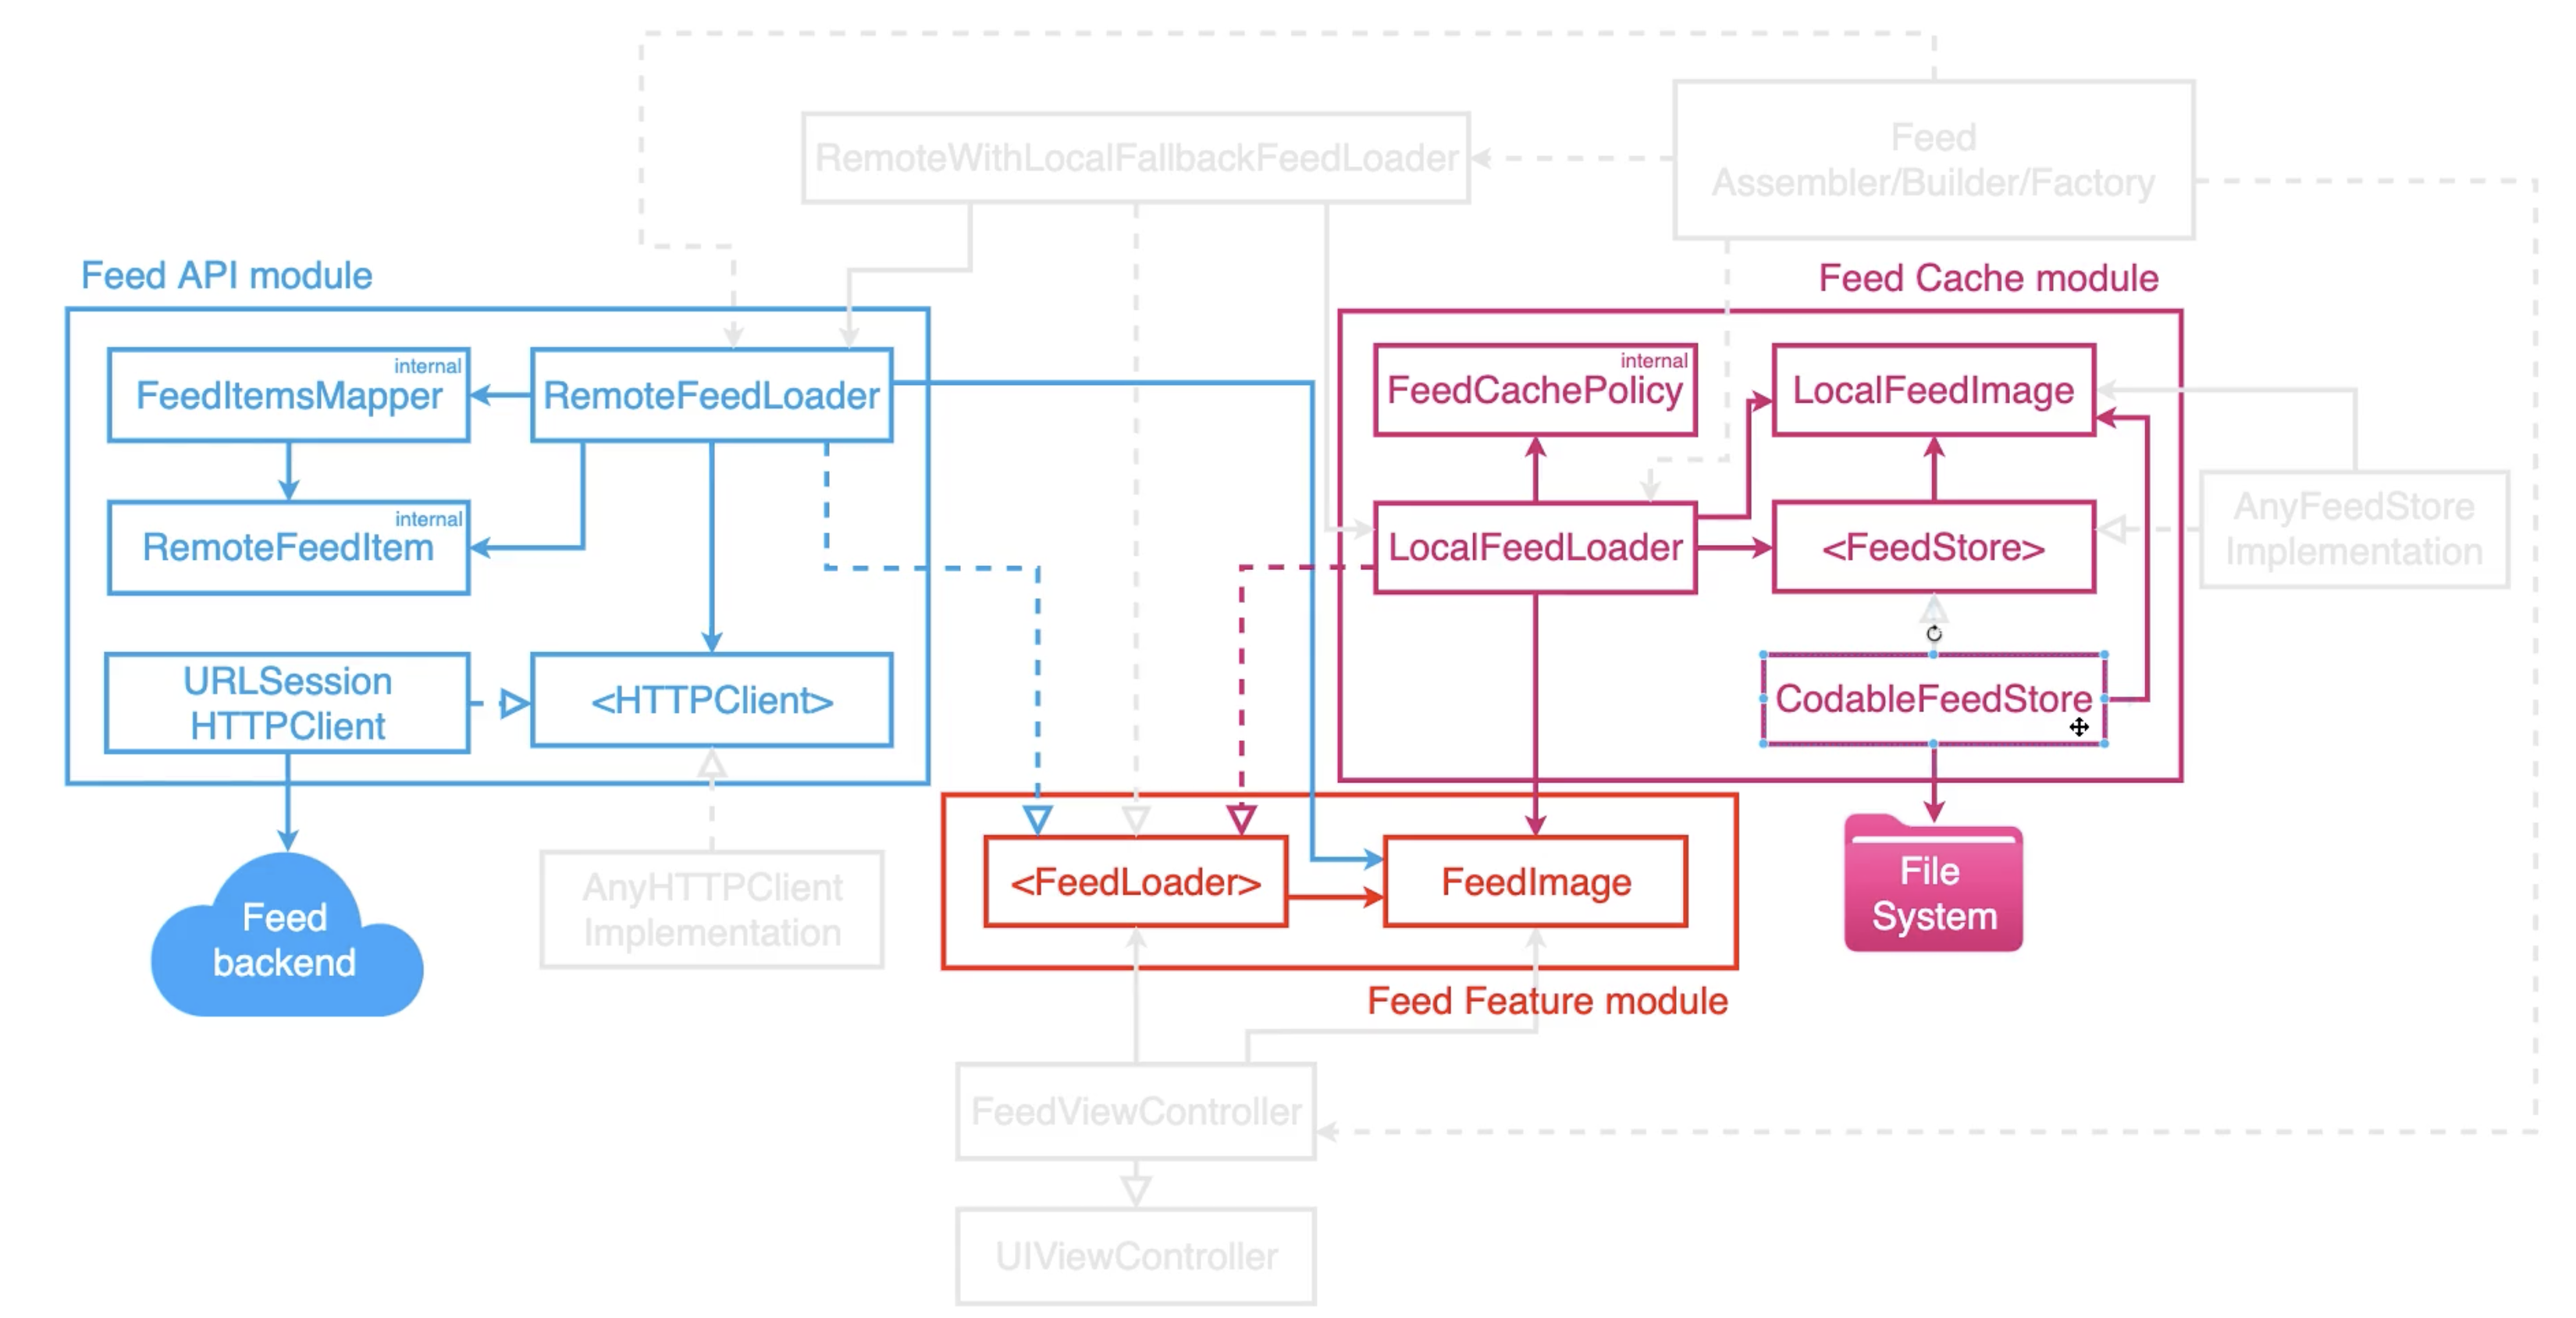 RemoteWithLocalFallbackFeedLoader
Feed
Assembler/Builder/Factory
Feed API module
internal
FeedItemsMapper
RemoteFeedLoader
internal
RemoteFeedItem
URLSession
HTTPClient
<HTTPClient>
Feed
backend
AnyHTTPClient
Implementation
Feed Cache module
internal
FeedCachePolicy
LocalFeedImage
LocalFeedLoader
<FeedStore>
AnyFeedStore
Implementation
CodableFeedStore
File
System
<FeedLoader>
FeedImage
Feed Feature module
FeedViewController
UIViewController